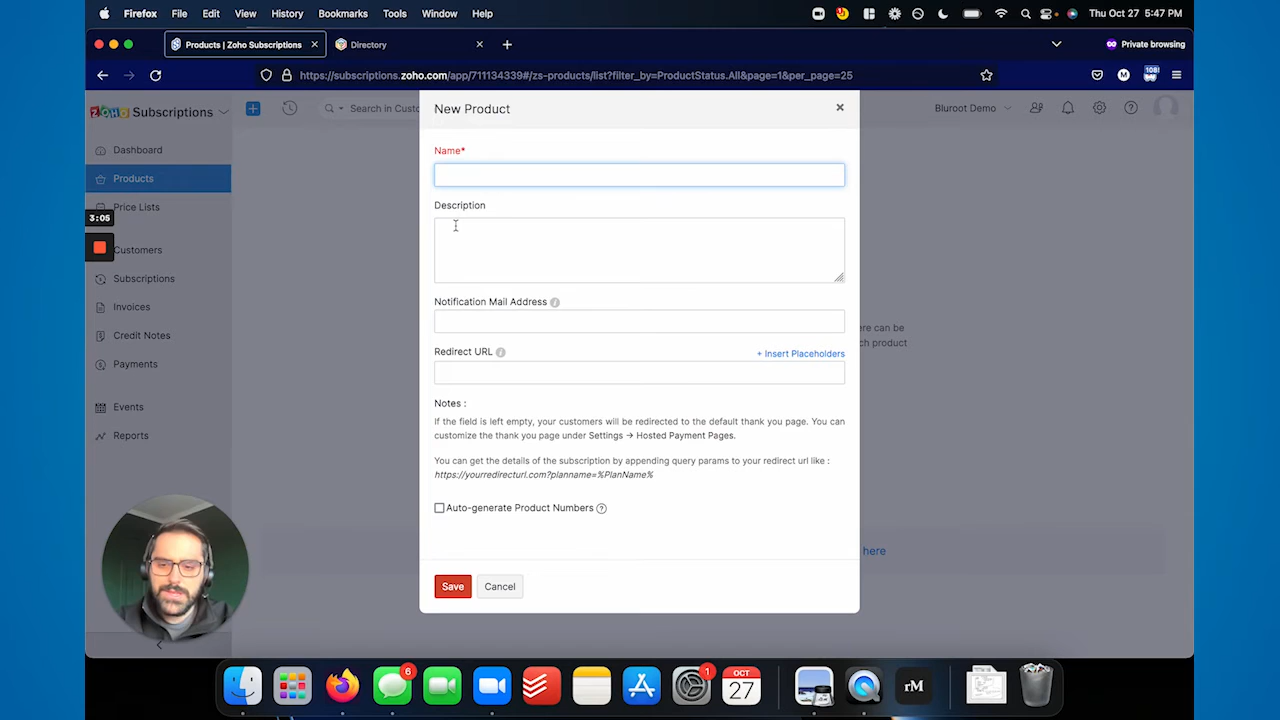 Firefox File Edit View History Bookmarks Tools Window Help Thu Oct 27 5:47 PM
Products | Zoho Subscriptions Directory Private browsing
https://subscriptions.zoho.com/app/711134339#/zs-products/list?filter_by=ProductStatus.All&page=1&per_page=25 M 108!
ZOHO Subscriptions Search in Custo Bluroot Demo
New Product
Dashboard
Products
Price Lists
3:05
Customers
Subscriptions
Invoices
Credit Notes
Payments
Events
Reports
Name*
Description
Notification Mail Address
Redirect URL + Insert Placeholders
Notes :
If the field is left empty, your customers will be redirected to the default thank you page. You can
customize the thank you page under Settings → Hosted Payment Pages.
You can get the details of the subscription by appending query params to your redirect url like :
https://yourredirecturl.com?planname=%PlanName%
Auto-generate Product Numbers
Save Cancel
ere can be
ch product
here
6 1 OCT
27 rM